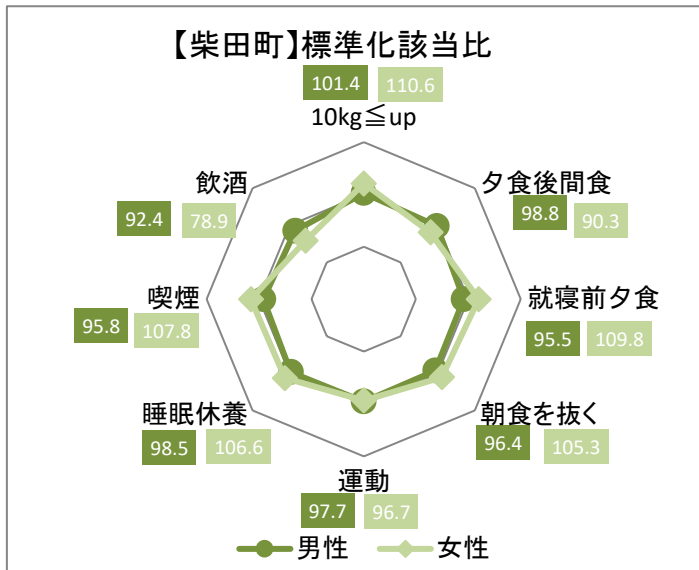 【柴田町】標準化該当比
101.4 110.6
10kg≦up
夕食後間食
98.8 90.3
就寝前夕食
95.5 109.8
朝食を抜く
96.4 105.3
運動
97.7 96.7
睡眠休養
98.5 106.6
喫煙
95.8 107.8
飲酒
92.4 78.9
男性 女性